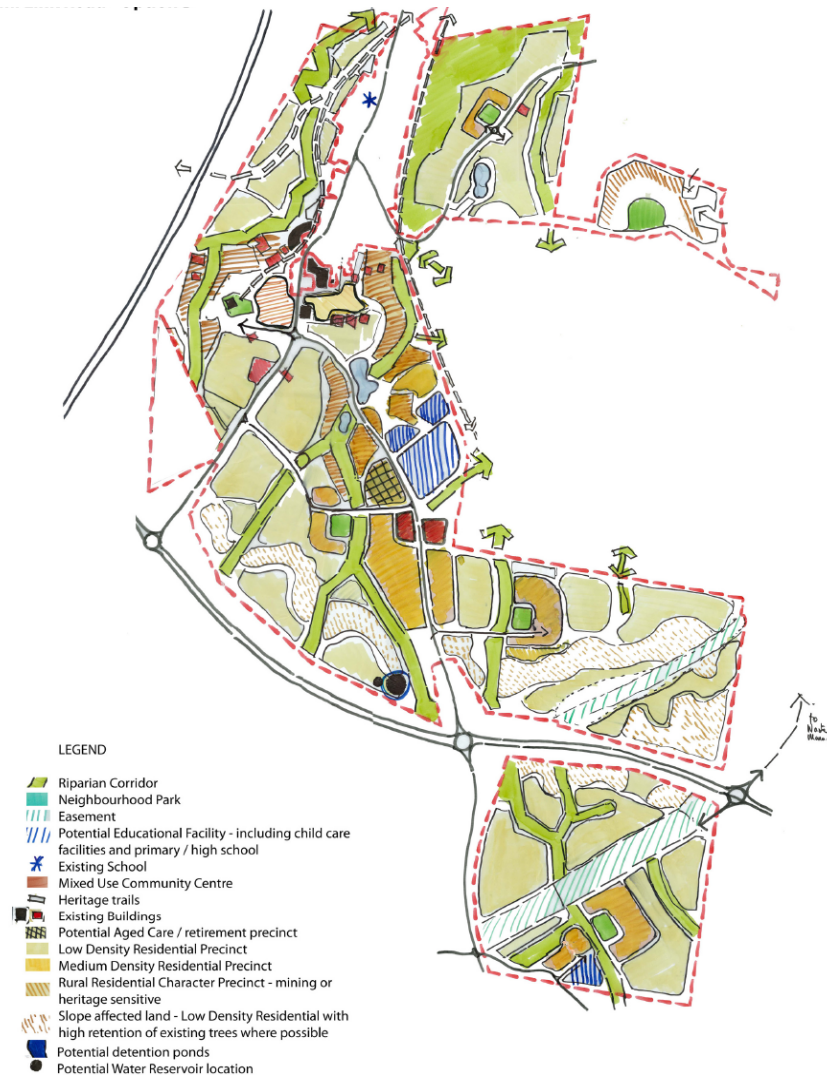 LEGEND
Riparian Corridor
Neighbourhood Park
Easement
Potential Educational Facility - including child care
facilities and primary / high school
Existing School
Mixed Use Community Centre
Heritage trails
Existing Buildings
Potential Aged Care / retirement precinct
Low Density Residential Precinct
Medium Density Residential Precinct
Rural Residential Character Precinct - mining or
heritage sensitive
Slope affected land - Low Density Residential with
high retention of existing trees where possible
Potential detention ponds
Potential Water Reservoir location
to